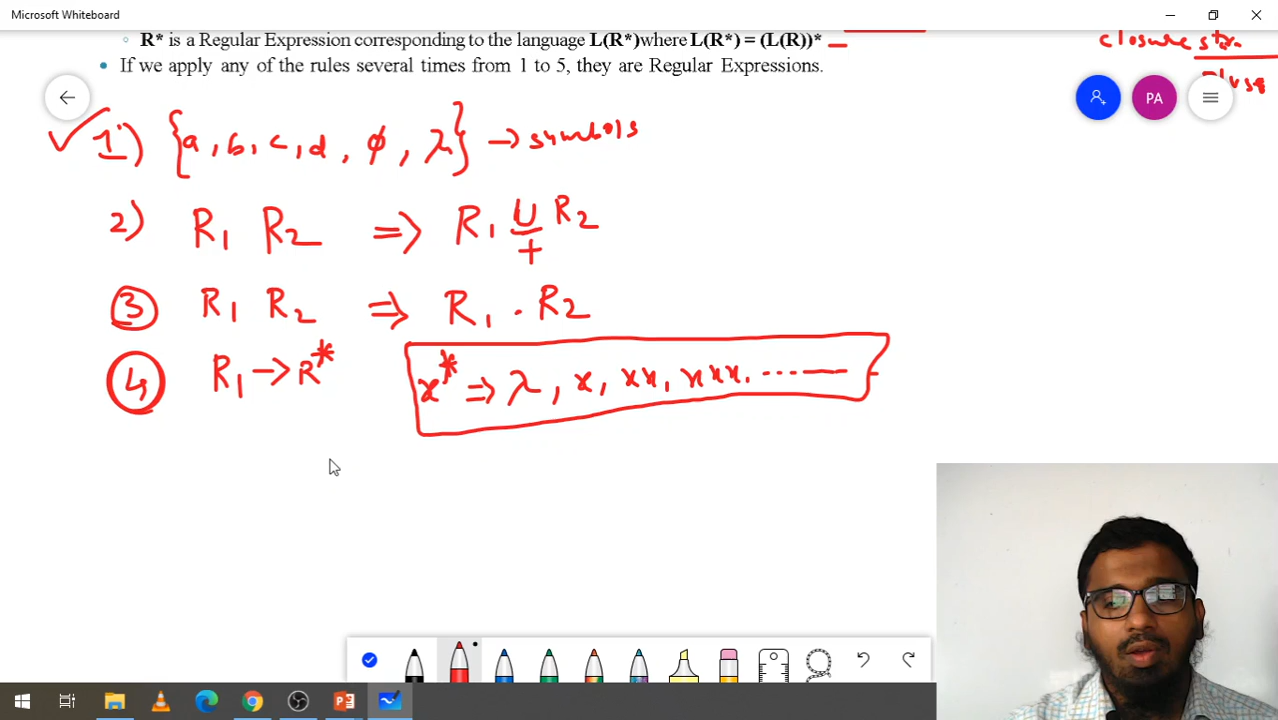 Microsoft Whiteboard
R* is a Regular Expression corresponding to the language L(R*)where L(R*) = (L(R))*
closure star
If we apply any of the rules several times from 1 to 5, they are Regular Expressions.
PA
1) {a, b, c, d, ϕ, λ} → symbols
2) R1 R2 ⇒ R1 ∪ R2
+
3 R1 R2 ⇒ R1 . R2
4 R1 → R* x* ⇒ λ, x, xx, xxx, ......